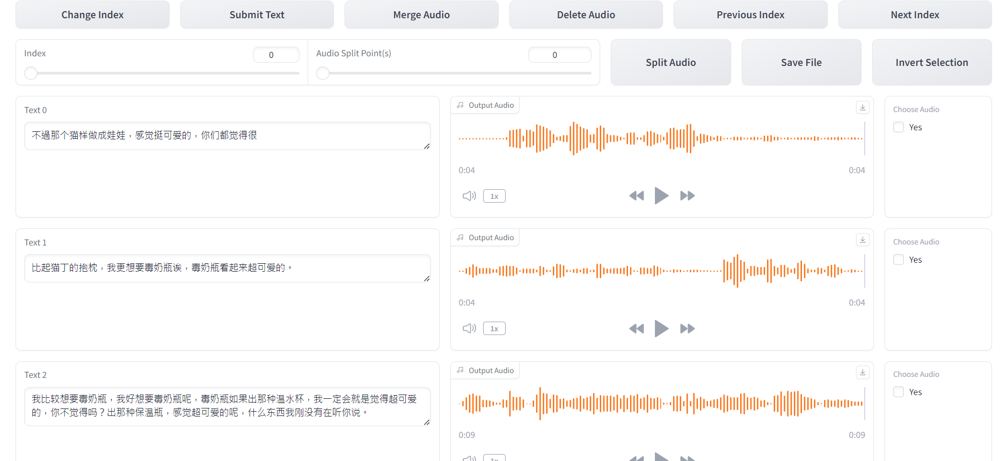 Change Index
Submit Text
Merge Audio
Delete Audio
Previous Index
Next Index
Index
0
Audio Split Point(s)
0
Split Audio
Save File
Invert Selection
Text 0
不過那个猫样做成娃娃，感觉挺可爱的，你们都觉得很
Output Audio
0:04
0:04
1x
Choose Audio
Yes
Text 1
比起猫丁的抱枕，我更想要毒奶瓶诶，毒奶瓶看起来超可爱的。
Output Audio
0:04
0:04
1x
Choose Audio
Yes
Text 2
我比较想要毒奶瓶，我好想要毒奶瓶呢，毒奶瓶如果出那种温水杯，我一定会就是觉得超可爱
的，你不觉得吗？出那种保温瓶，感觉超可爱的呢，什么东西我刚没有在听你说。
Output Audio
0:09
0:09
1x
Choose Audio
Yes